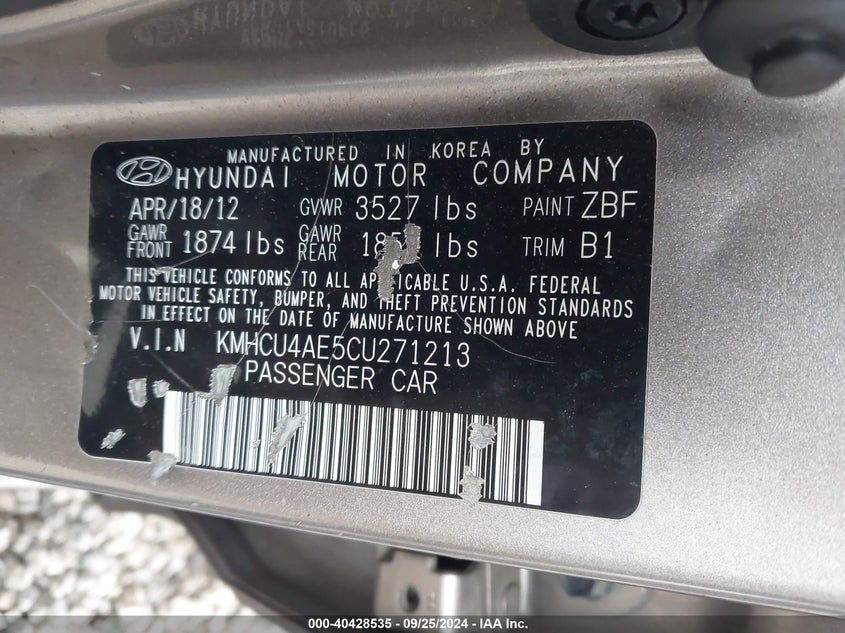 MANUFACTURED IN KOREA BY
HYUNDAI MOTOR COMPANY
APR/18/12 GVWR 3527 lbs PAINT ZBF
GAWR FRONT 1874 lbs GAWR REAR lbs TRIM B1
THIS VEHICLE CONFORMS TO ALL APPLICABLE U.S.A. FEDERAL
MOTOR VEHICLE SAFETY, BUMPER, AND THEFT PREVENTION STANDARDS
IN EFFECT ON THE DATE OF MANUFACTURE SHOWN ABOVE
V.I.N KMHCU4AE5CU271213
PASSENGER CAR
000-40428535 - 09/25/2024 - IAA Inc.